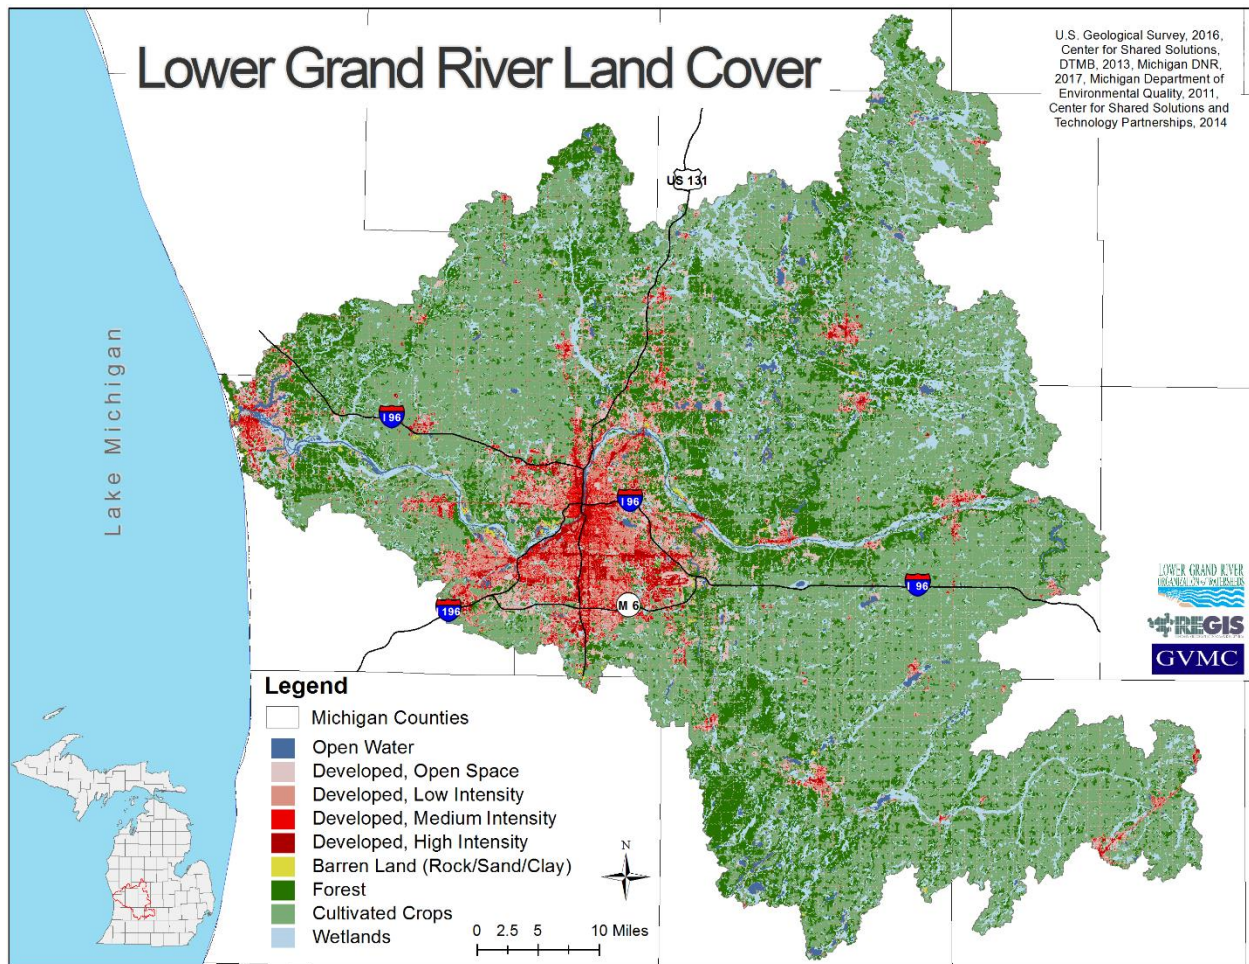 Lower Grand River Land Cover
U.S. Geological Survey, 2016,
Center for Shared Solutions,
DTMB, 2013, Michigan DNR,
2017, Michigan Department of
Environmental Quality, 2011,
Center for Shared Solutions and
Technology Partnerships, 2014
US 131
Lake Michigan
I 96
I 96
I 96
I 196
M 6
LOWER GRAND RIVER
ORGANIZATION of WATERSHEDS
REGIS
GVMC
Legend
Michigan Counties
Open Water
Developed, Open Space
Developed, Low Intensity
Developed, Medium Intensity
Developed, High Intensity
Barren Land (Rock/Sand/Clay)
Forest
Cultivated Crops
Wetlands
N
0 2.5 5 10 Miles